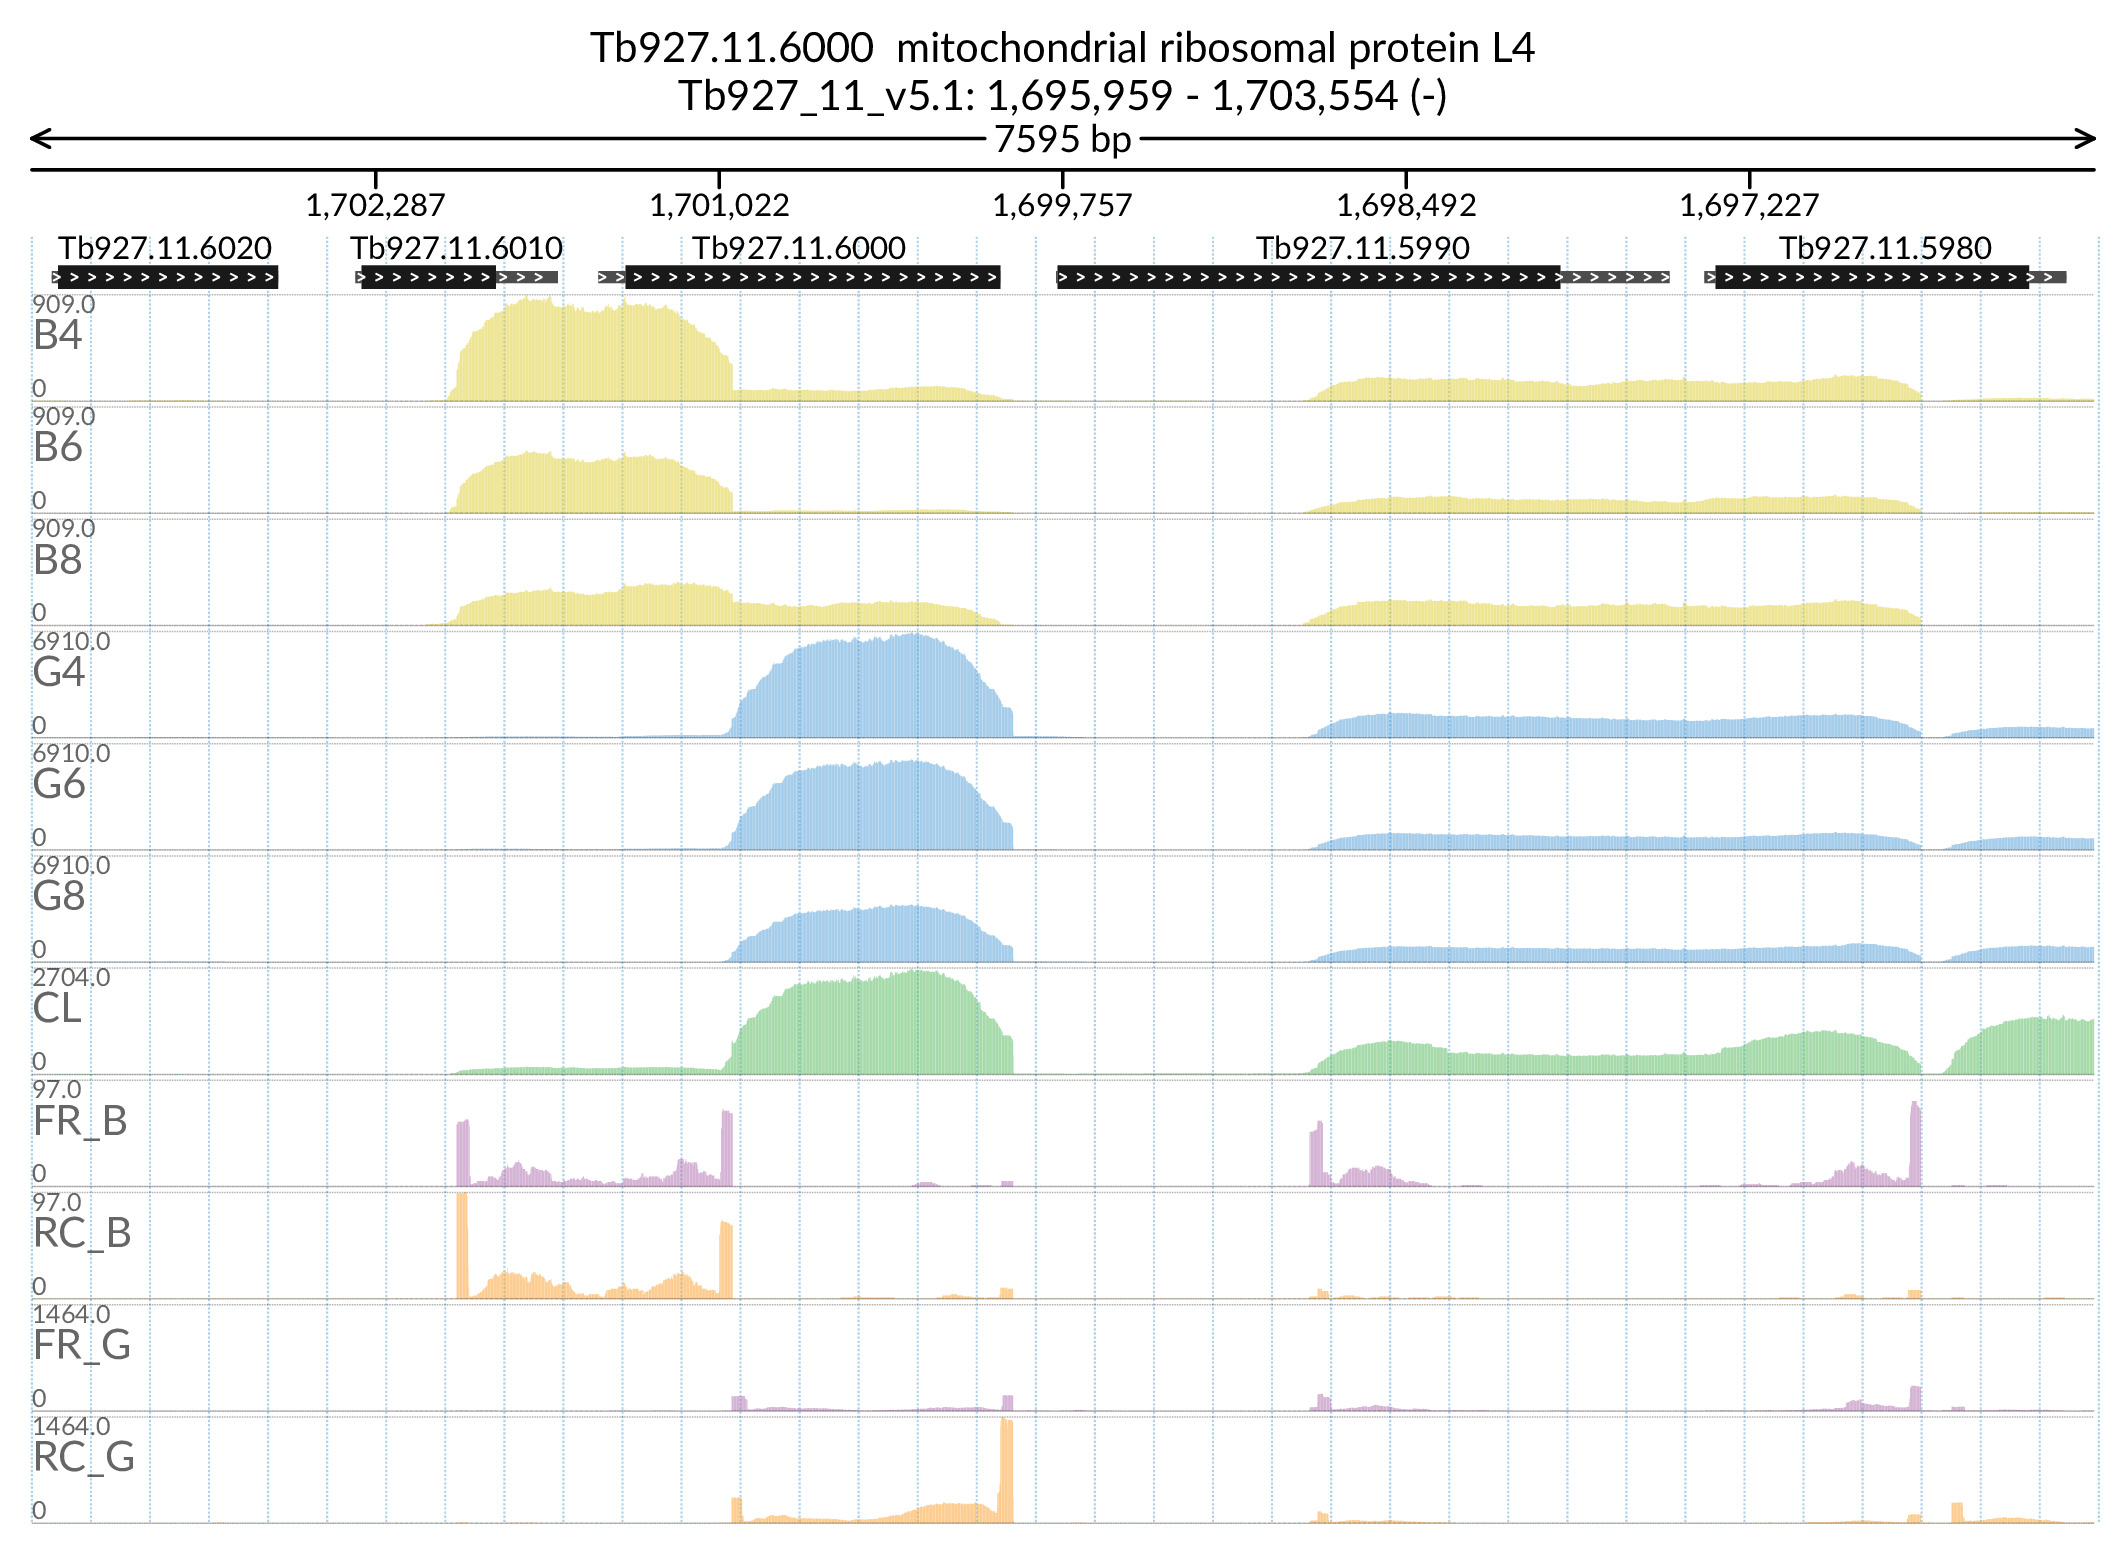 Tb927.11.6000  mitochondrial ribosomal protein L4
Tb927_11_v5.1: 1,695,959 - 1,703,554 (-)
7595 bp
1,702,287 1,701,022 1,699,757 1,698,492 1,697,227
Tb927.11.6020 Tb927.11.6010 Tb927.11.6000 Tb927.11.5990 Tb927.11.5980
909.0
B4
0
909.0
B6
0
909.0
B8
0
6910.0
G4
0
6910.0
G6
0
6910.0
G8
0
2704.0
CL
0
97.0
FR_B
0
97.0
RC_B
0
1464.0
FR_G
0
1464.0
RC_G
0